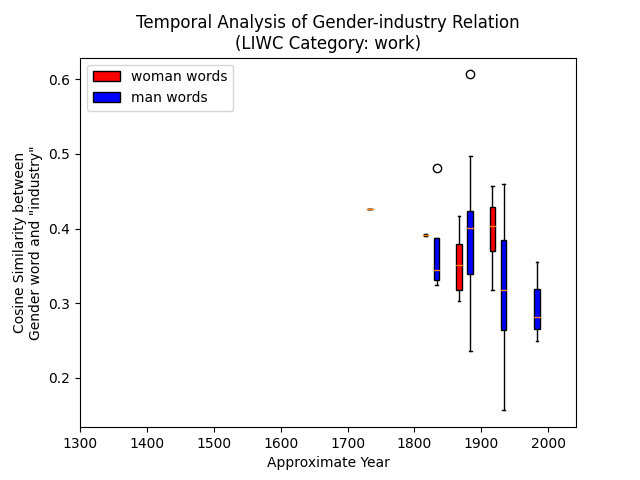 Temporal Analysis of Gender-industry Relation
(LIWC Category: work)
woman words
man words
0.6
0.5
0.4
0.3
0.2
Cosine Similarity between
Gender word and "industry"
1300 1400 1500 1600 1700 1800 1900 2000
Approximate Year